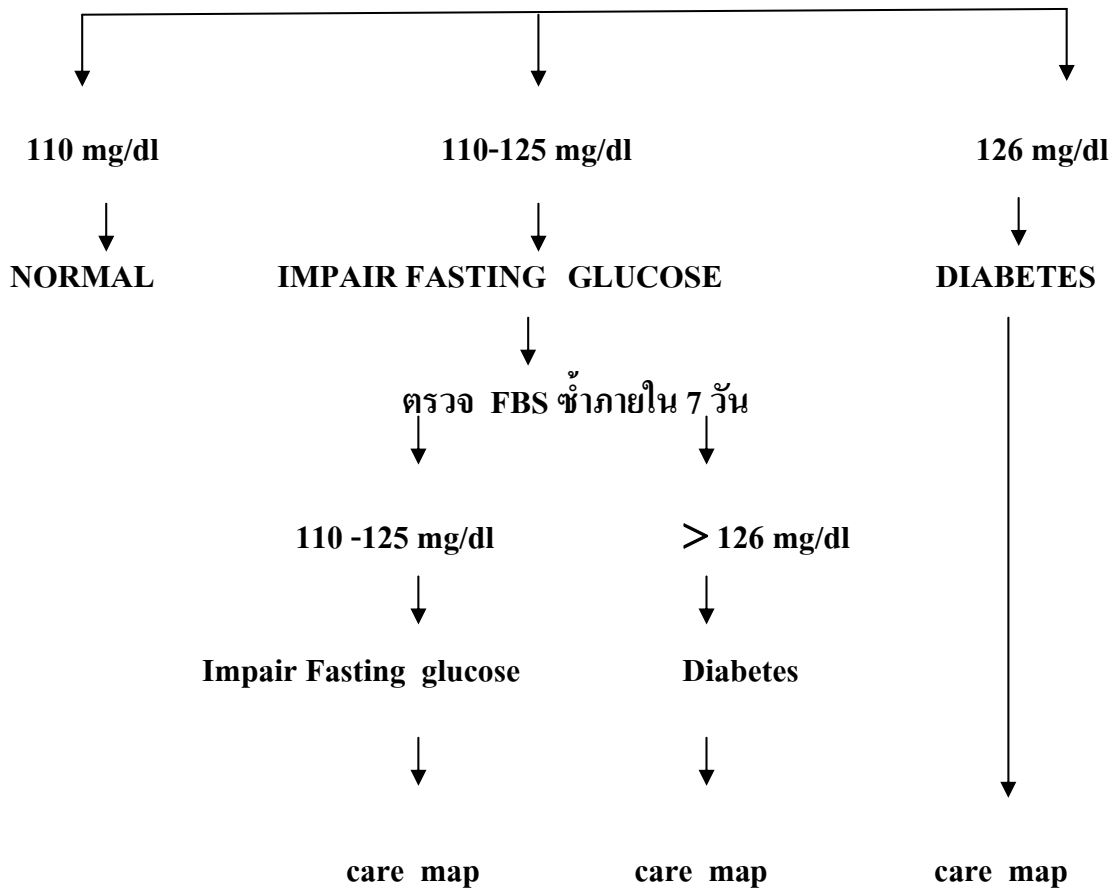 110 mg/dl 110-125 mg/dl 126 mg/dl
NORMAL IMPAIR FASTING GLUCOSE DIABETES
ตรวจ FBS ซ้ำภายใน 7 วัน
110 -125 mg/dl > 126 mg/dl
Impair Fasting glucose Diabetes
care map care map care map